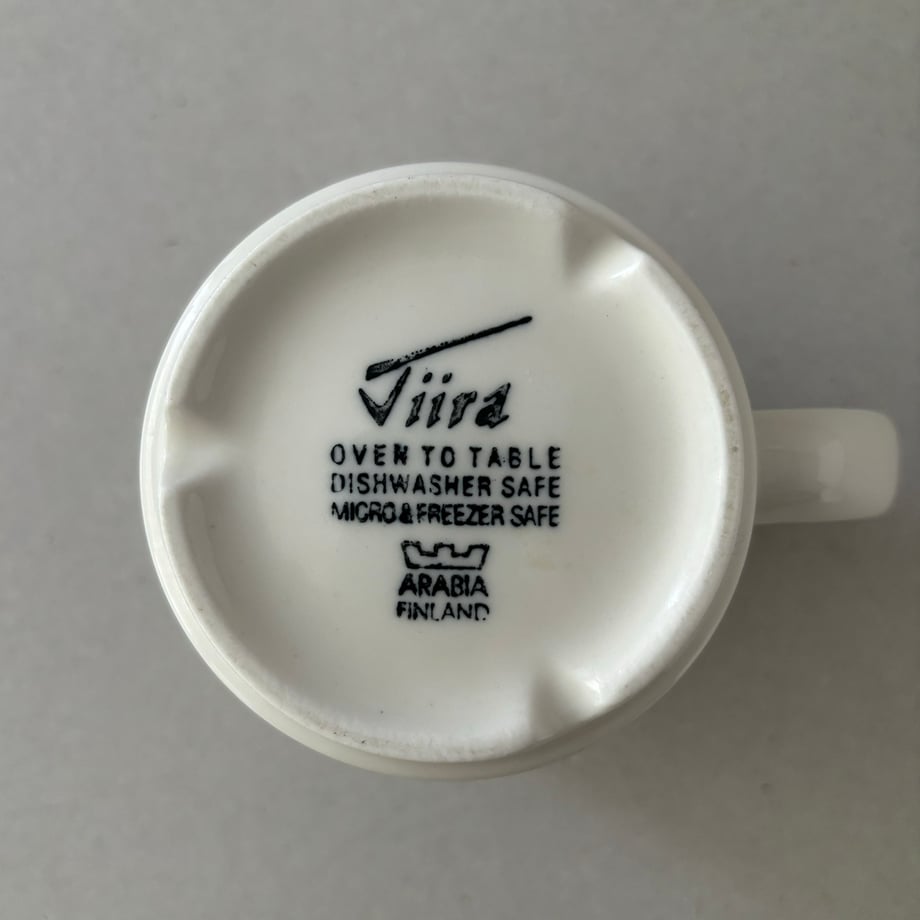 Tiira
OVEN TO TABLE
DISHWASHER SAFE
MICRO & FREEZER SAFE
ARABIA
FINLAND